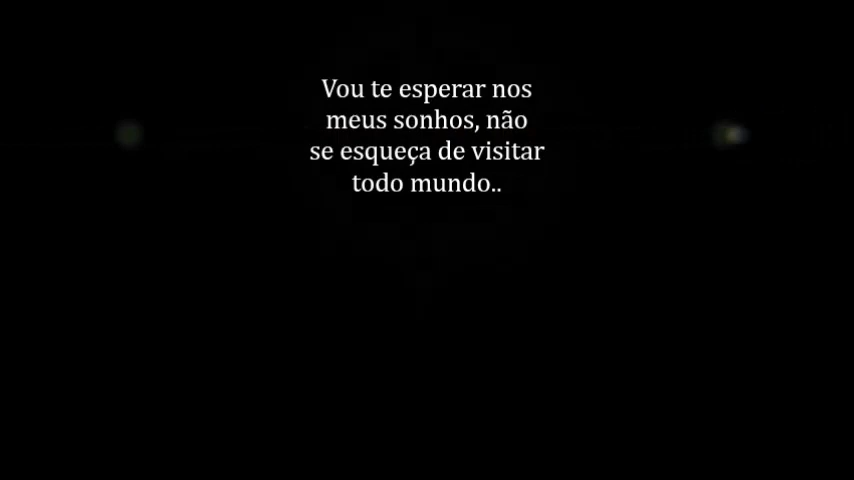 Vou te esperar nos
meus sonhos, não
se esqueça de visitar
todo mundo..